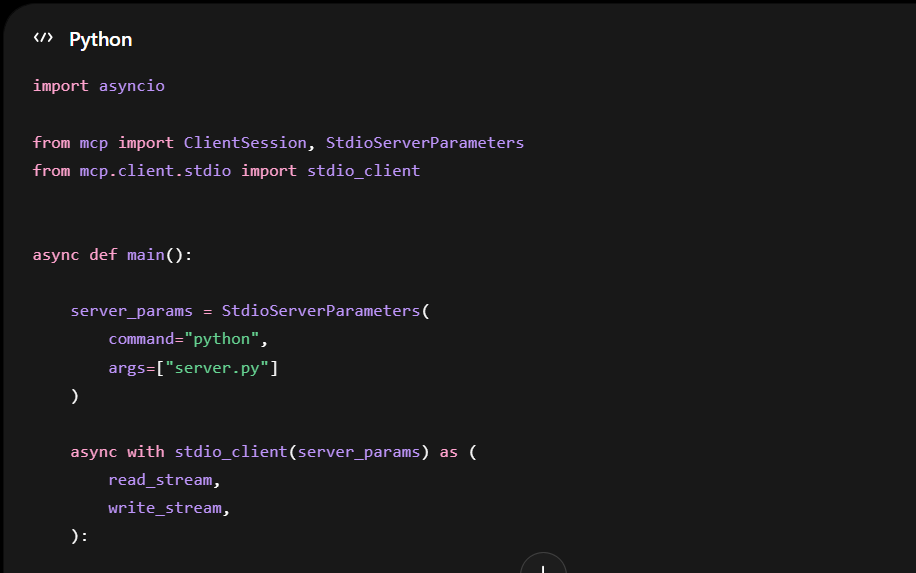 </> Python
import asyncio
from mcp import ClientSession, StdioServerParameters
from mcp.client.stdio import stdio_client
async def main():
    server_params = StdioServerParameters(
        command="python",
        args=["server.py"]
    )
    async with stdio_client(server_params) as (
        read_stream,
        write_stream,
    ):